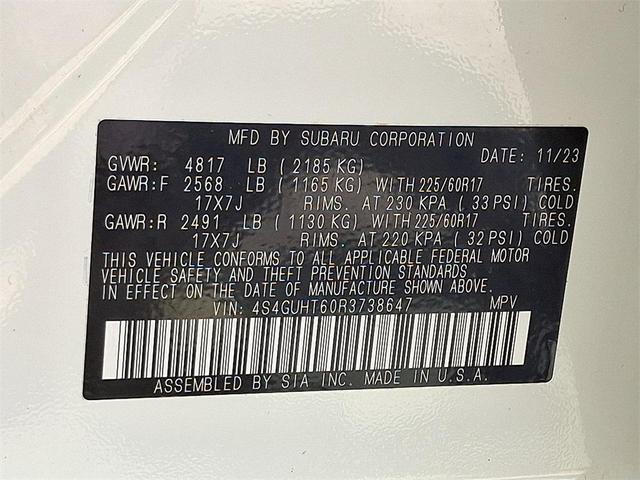 MFD BY SUBARU CORPORATION
GVWR: 4817 LB ( 2185 KG) DATE: 11/23
GAWR:F 2568 LB ( 1165 KG) WITH 225/60R17 TIRES.
17X7J RIMS. AT 230 KPA ( 33 PSI) COLD
GAWR:R 2491 LB ( 1130 KG) WITH 225/60R17 TIRES.
17X7J RIMS. AT 220 KPA ( 32 PSI) COLD
THIS VEHICLE CONFORMS TO ALL APPLICABLE FEDERAL MOTOR
VEHICLE SAFETY AND THEFT PREVENTION STANDARDS
IN EFFECT ON THE DATE OF MANUFACTURE SHOWN ABOVE.
VIN: 4S4GUHT60R3738647 MPV
ASSEMBLED BY SIA INC. MADE IN U.S.A.